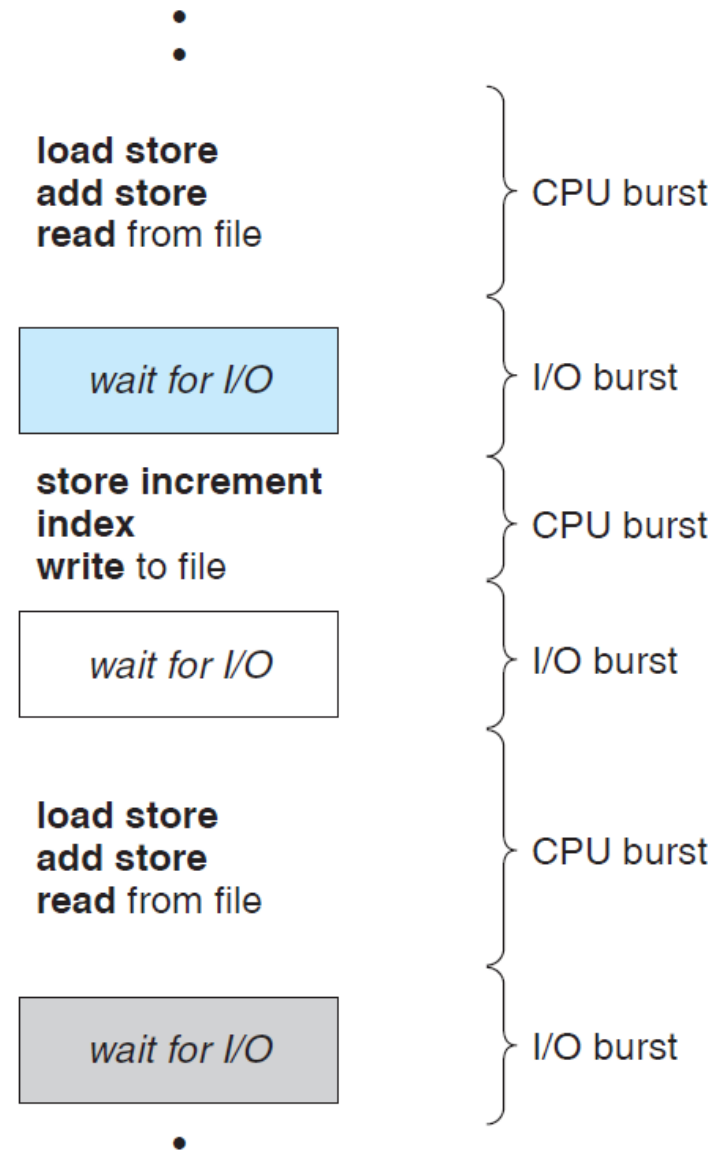 load store
add store
read from file
CPU burst
wait for I/O
I/O burst
store increment
index
write to file
CPU burst
wait for I/O
I/O burst
load store
add store
read from file
CPU burst
wait for I/O
I/O burst